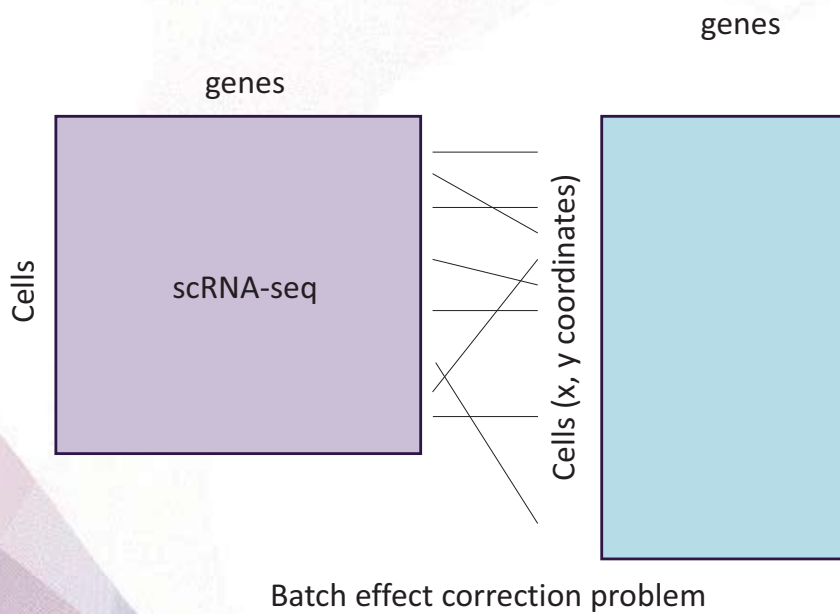 genes
genes
Cells
scRNA-seq
Cells (x, y coordinates)
Batch effect correction problem